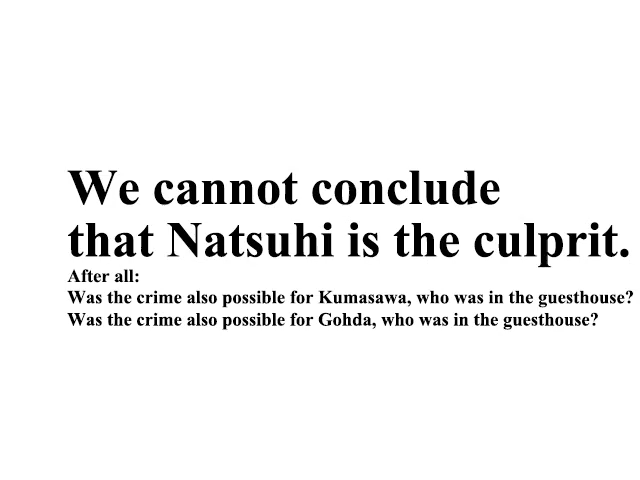 We cannot conclude
that Natsuhi is the culprit.
After all:
Was the crime also possible for Kumasawa, who was in the guesthouse?
Was the crime also possible for Gohda, who was in the guesthouse?